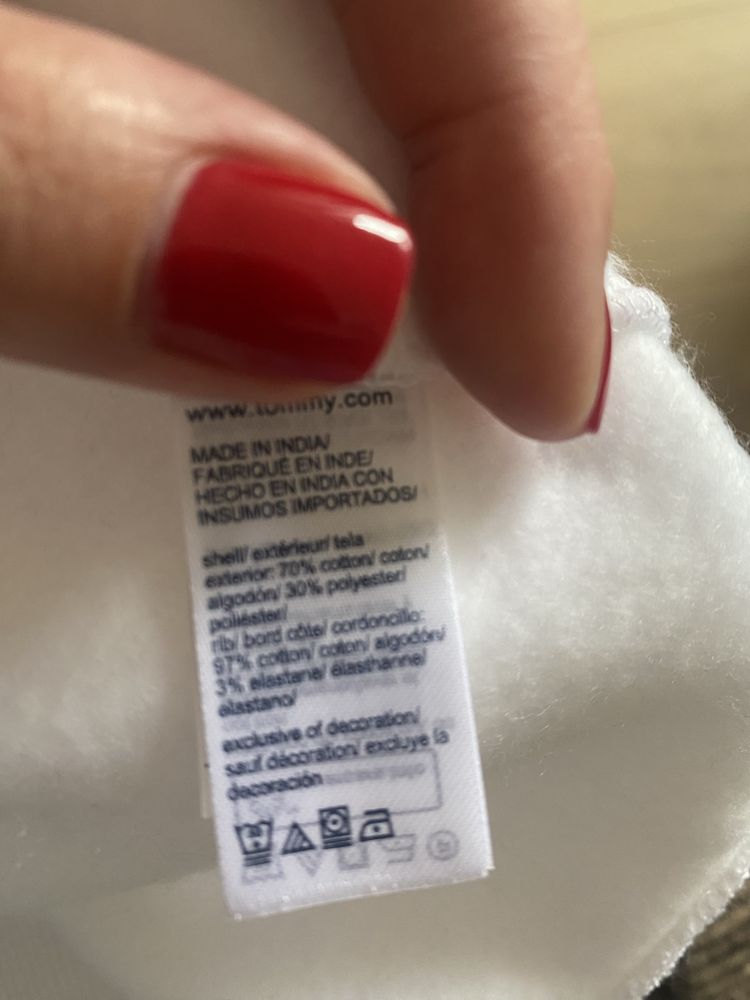 www.tommy.com
MADE IN INDIA/
FABRIQUÉ EN INDE/
HECHO EN INDIA CON
INSUMOS IMPORTADOS/
shell/ extérieur/ tela
exterior: 70% cotton/ coton/
algodón/ 30% polyester/
poliéster/
rib/ bord côte/ cordoncillo:
97% cotton/ coton/ algodón/
3% elastane/ élasthanne/
elastano/
exclusive of decoration/
sauf décoration/ excluye la
decoración